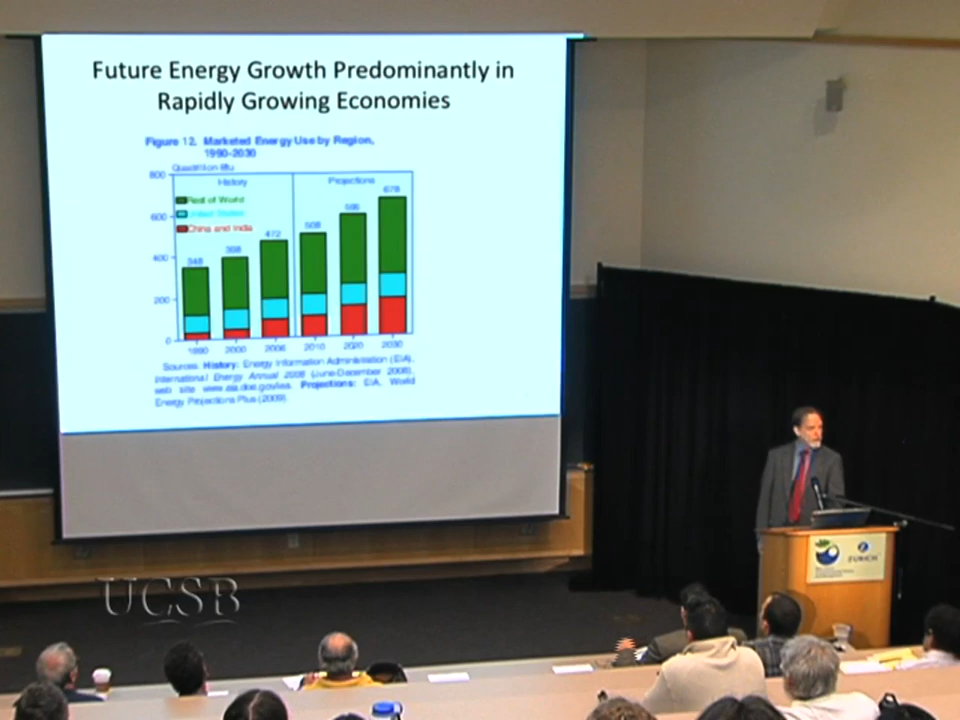 Future Energy Growth Predominantly in
Rapidly Growing Economies
Figure 12. Marketed Energy Use by Region,
1990-2030
Quadrillion Btu
800
History
Projections
678
Rest of World
596
600
United States
508
China and India
472
398
400
348
200
0
1990 2000 2006 2010 2020 2030
Sources: History: Energy Information Administration (EIA),
International Energy Annual 2006 (June-December 2008),
web site www.eia.doe.gov/iea. Projections: EIA, World
Energy Projections Plus (2009).
ZURICH
UCSB